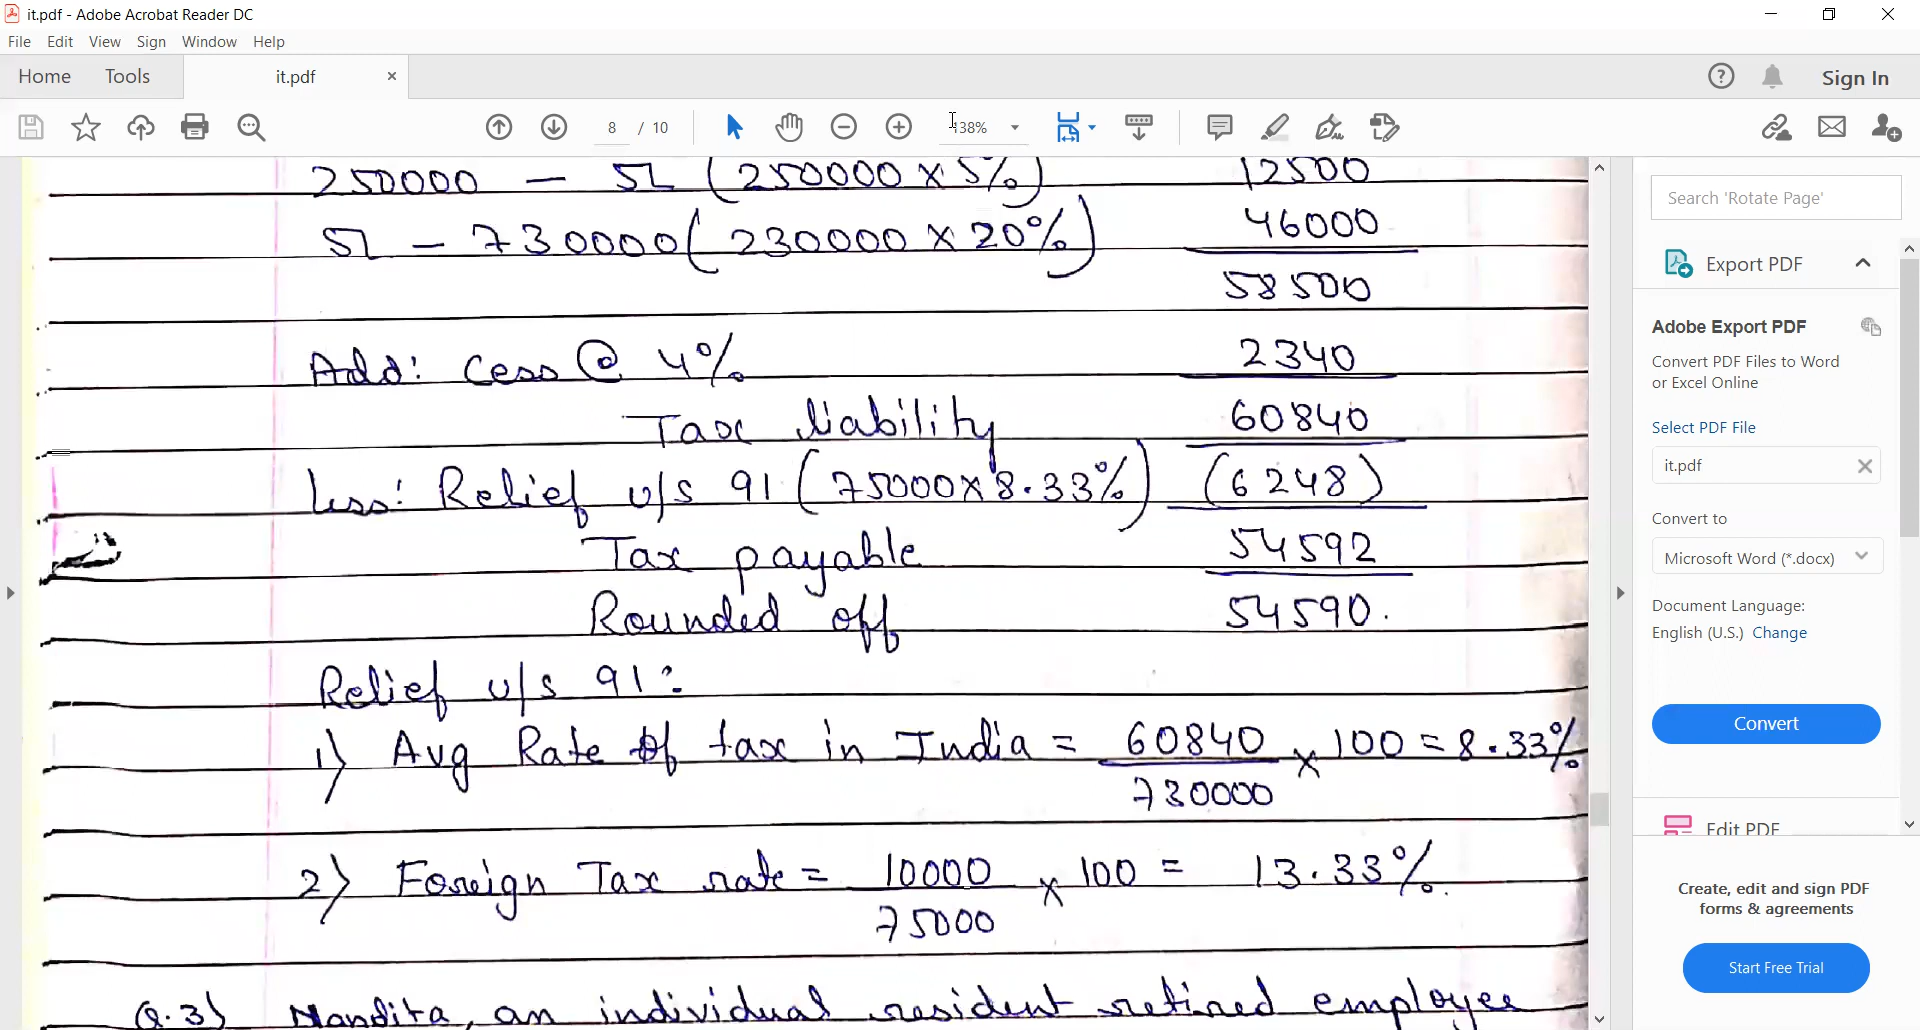 it.pdf - Adobe Acrobat Reader DC
File Edit View Sign Window Help
Home Tools it.pdf × Sign In
8 / 10 138%
250000 - 5L (250000 x 5%) 12500
5L - 730000 (230000 x 20%) 46000
58500
Add: Cess @ 4% 2340
Tax liability 60840
Less: Relief u/s 91 (75000 x 8.33%) (6248)
Tax payable 54592
Rounded off 54590.
Relief u/s 91:
1) Avg Rate of tax in India = 60840 / 730000 x 100 = 8.33%
2) Foreign Tax rate = 10000 / 75000 x 100 = 13.33%.
Q.3) Nandita, an individual resident retired employee
Search 'Rotate Page'
Export PDF
Adobe Export PDF
Convert PDF Files to Word
or Excel Online
Select PDF File
it.pdf
Convert to
Microsoft Word (*.docx)
Document Language:
English (U.S.) Change
Convert
Edit PDF
Create, edit and sign PDF
forms & agreements
Start Free Trial